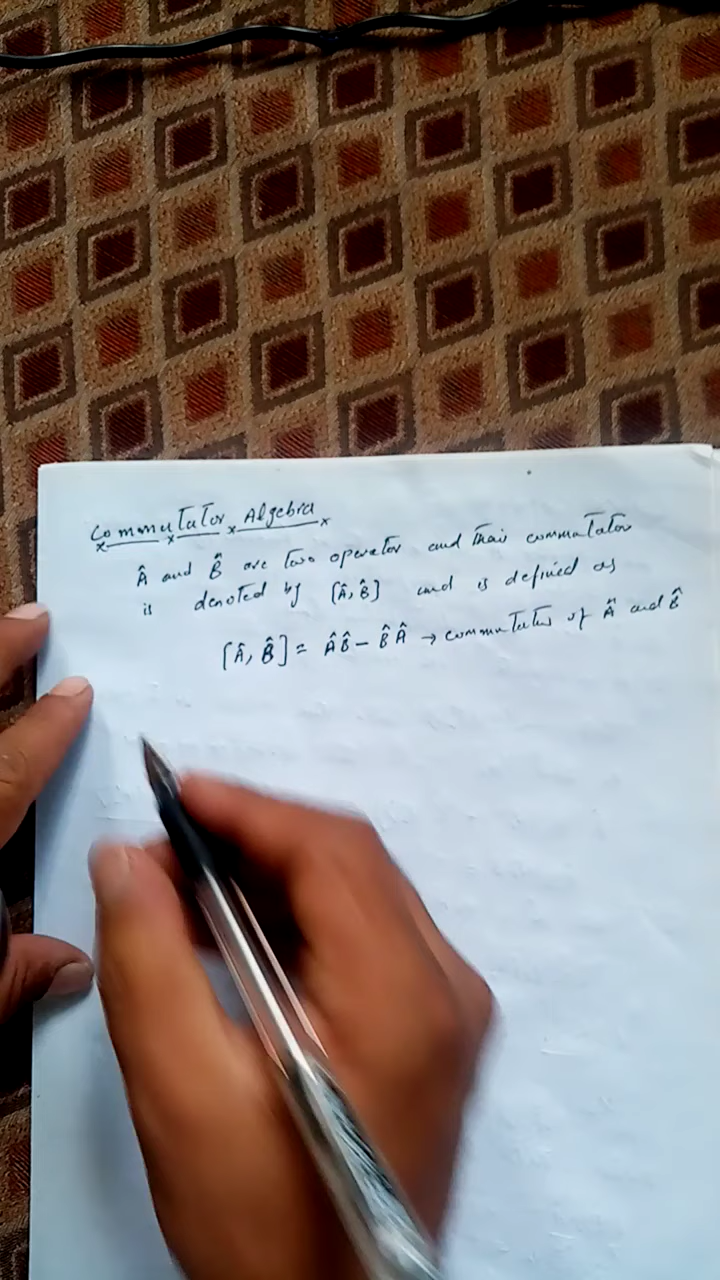 Commutator Algebra
Â and B̂ are two operator and their commutator
is denoted by [Â, B̂] and is defined as
[Â, B̂] = ÂB̂ - B̂Â → commutator of Â and B̂